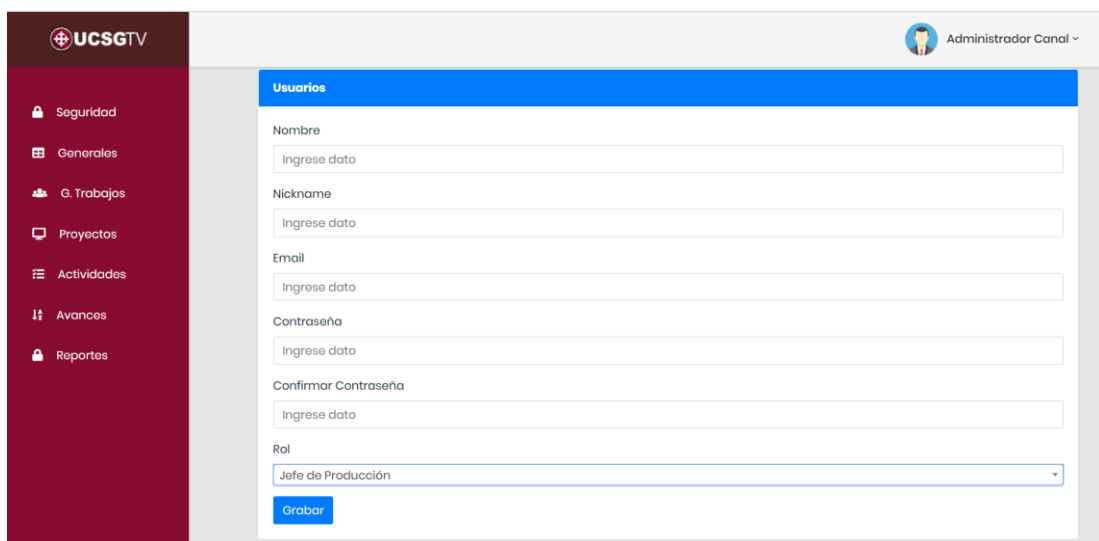 UCSGTV
Administrador Canal
Seguridad
Generales
G. Trabajos
Proyectos
Actividades
Avances
Reportes
Usuarios
Nombre
Ingrese dato
Nickname
Ingrese dato
Email
Ingrese dato
Contraseña
Ingrese dato
Confirmar Contraseña
Ingrese dato
Rol
Jefe de Producción
Grabar